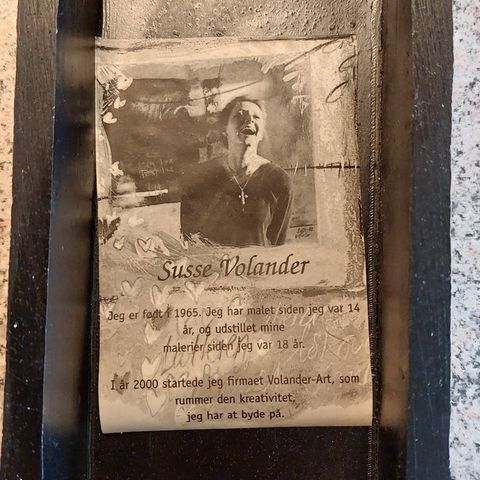 Susse Volander
Jeg er født i 1965. Jeg har malet siden jeg var 14
år, og udstillet mine
malerier siden jeg var 18 år.
I år 2000 startede jeg firmaet Volander-Art, som
rummer den kreativitet,
jeg har at byde på.